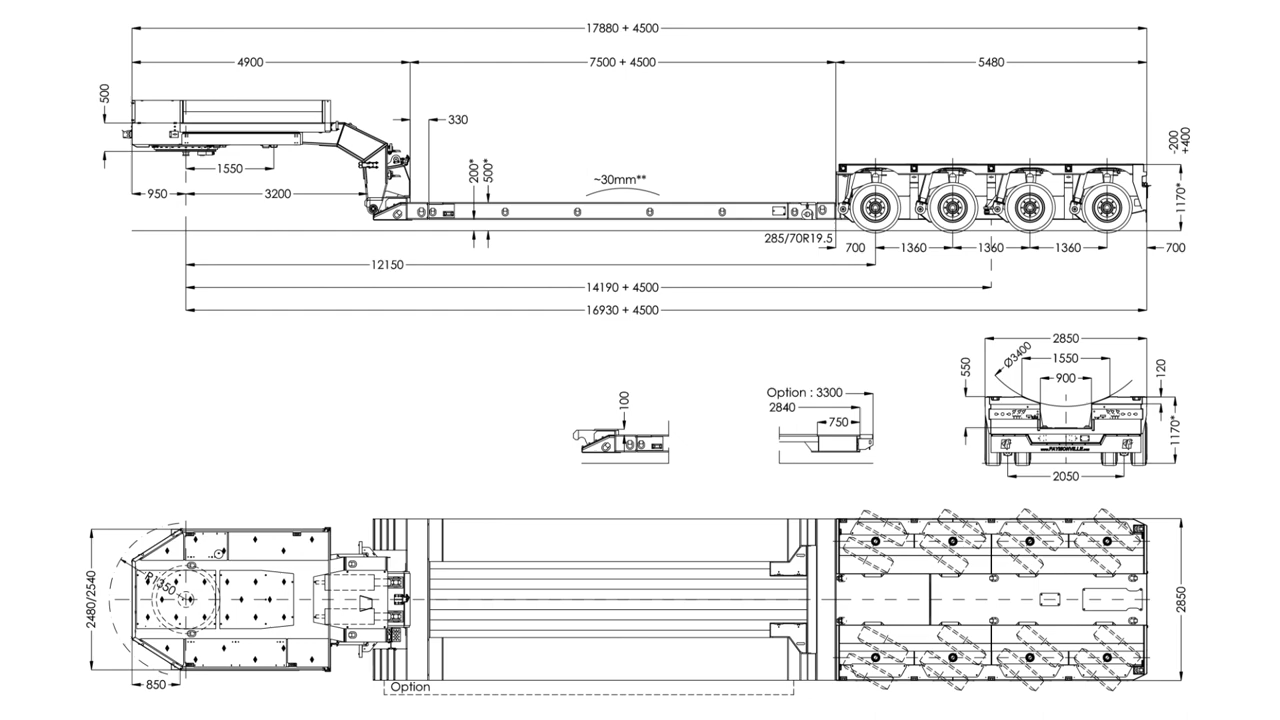 17880 + 4500
4900
7500 + 4500
5480
500
330
-200
+400
1550
200*
500*
~30mm**
950
3200
1170*
285/70R19.5
700
1360
1360
1360
700
12150
14190 + 4500
16930 + 4500
2850
Ø3400
1550
550
900
120
1170*
2050
100
Option : 3300
2840
750
FAYMONVILLE.COM
2480/2540
R1350
850
Option
2850